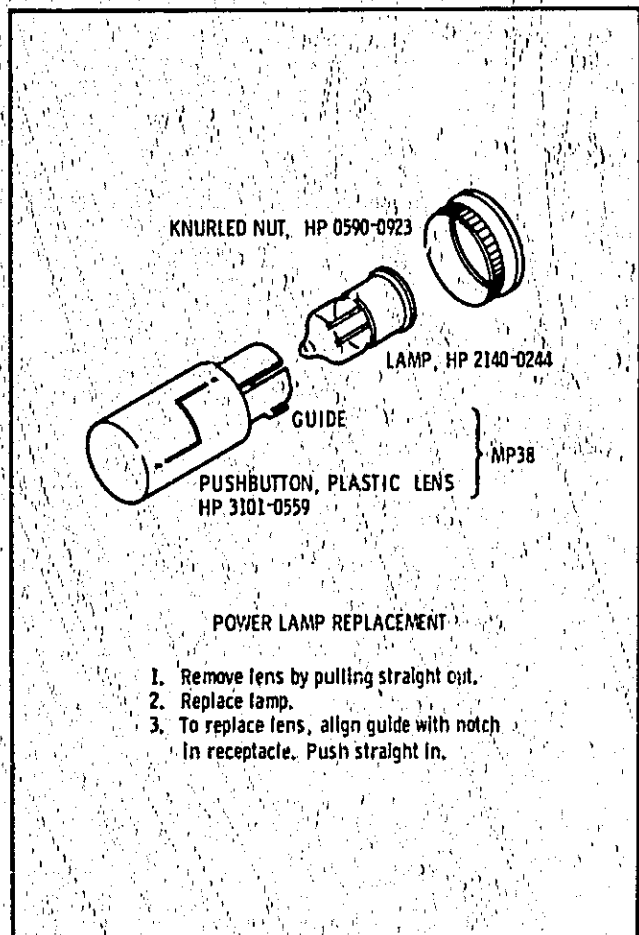 KNURLED NUT, HP 0590-0923
LAMP, HP 2140-0244
GUIDE
MP38
PUSHBUTTON, PLASTIC LENS
HP 3101-0559
POWER LAMP REPLACEMENT
1. Remove lens by pulling straight out.
2. Replace lamp.
3. To replace lens, align guide with notch
in receptacle. Push straight in.